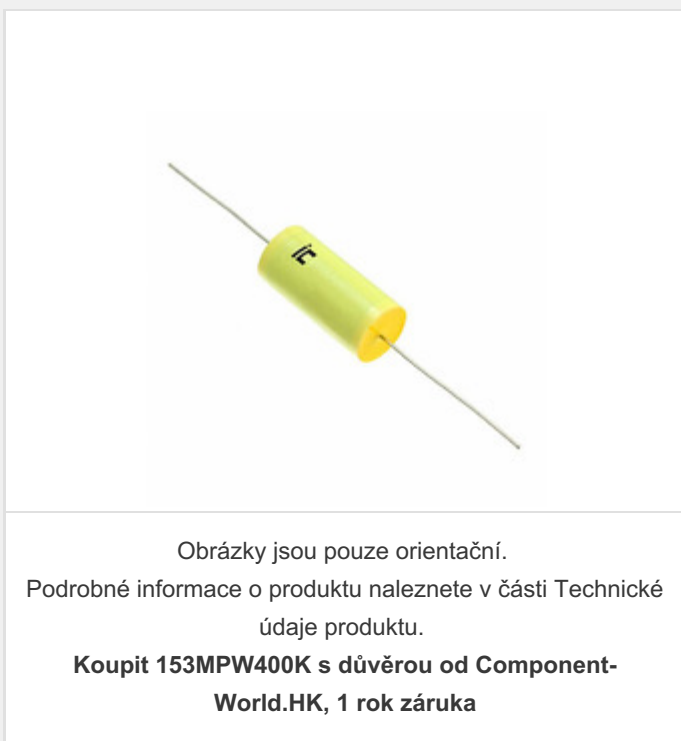 Obrázky jsou pouze orientační.
Podrobné informace o produktu naleznete v části Technické
údaje produktu.
Koupit 153MPW400K s důvěrou od Component-
World.HK, 1 rok záruka